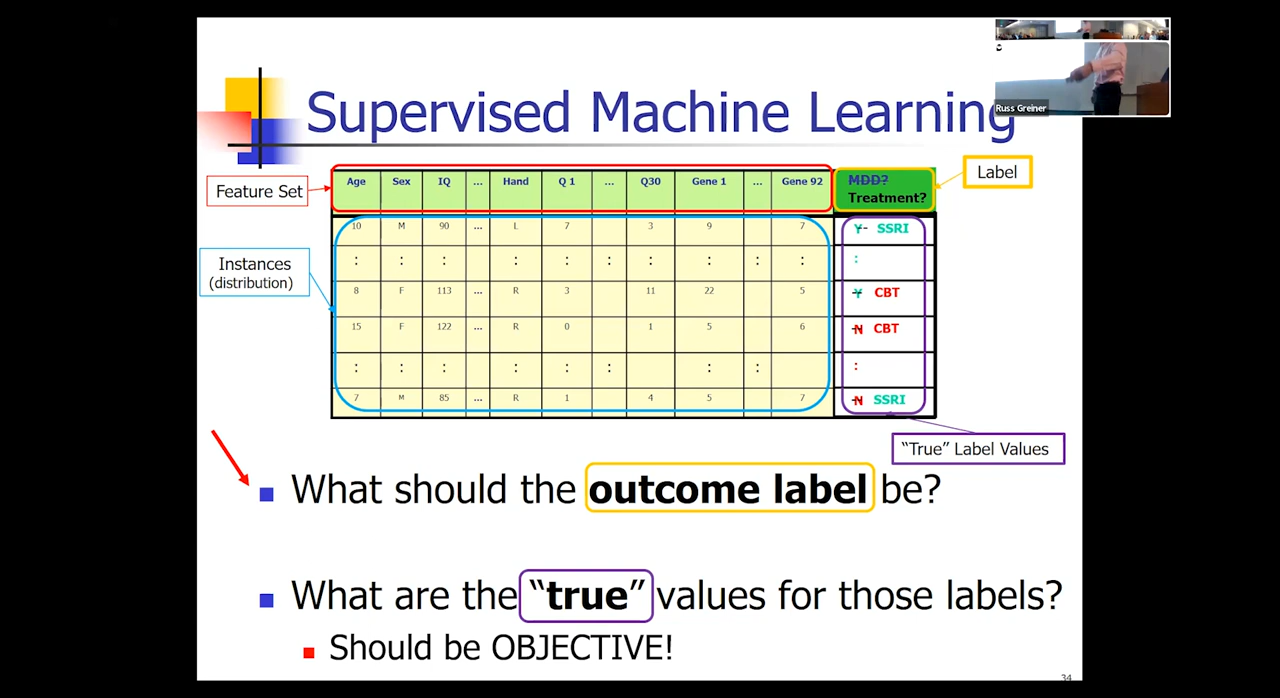 Supervised Machine Learning
Russ Greiner
Feature Set
Label
Age Sex IQ ... Hand Q 1 ... Q30 Gene 1 ... Gene 92 MDD?
Treatment?
10 M 90 ... L 7 3 9 7 Y SSRI
: : : : : : : : : : : :
Instances
(distribution)
8 F 113 ... R 3 11 22 5 Y CBT
15 F 122 ... R 0 1 5 6 N CBT
: : : : : : : : :
7 M 85 ... R 1 4 5 7 N SSRI
“True” Label Values
What should the outcome label be?
What are the “true” values for those labels?
Should be OBJECTIVE!
34